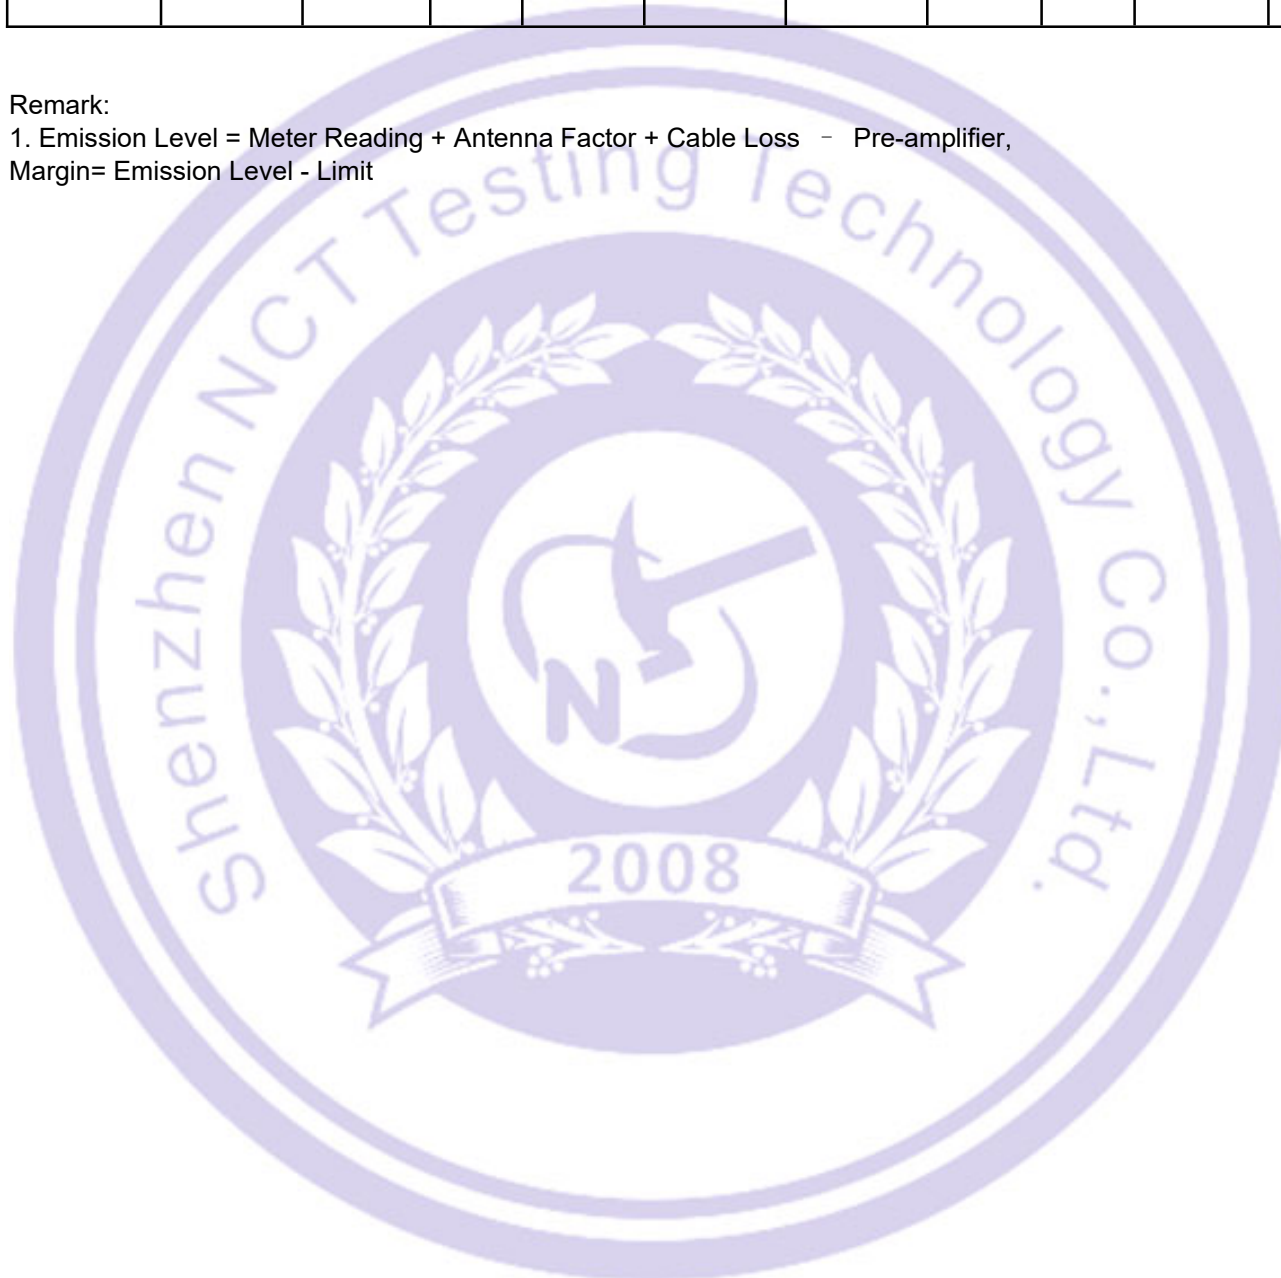 Remark:
1. Emission Level = Meter Reading + Antenna Factor + Cable Loss － Pre-amplifier,
Margin= Emission Level - Limit
Shenzhen NCT Testing Technology Co.,Ltd.
N
2008